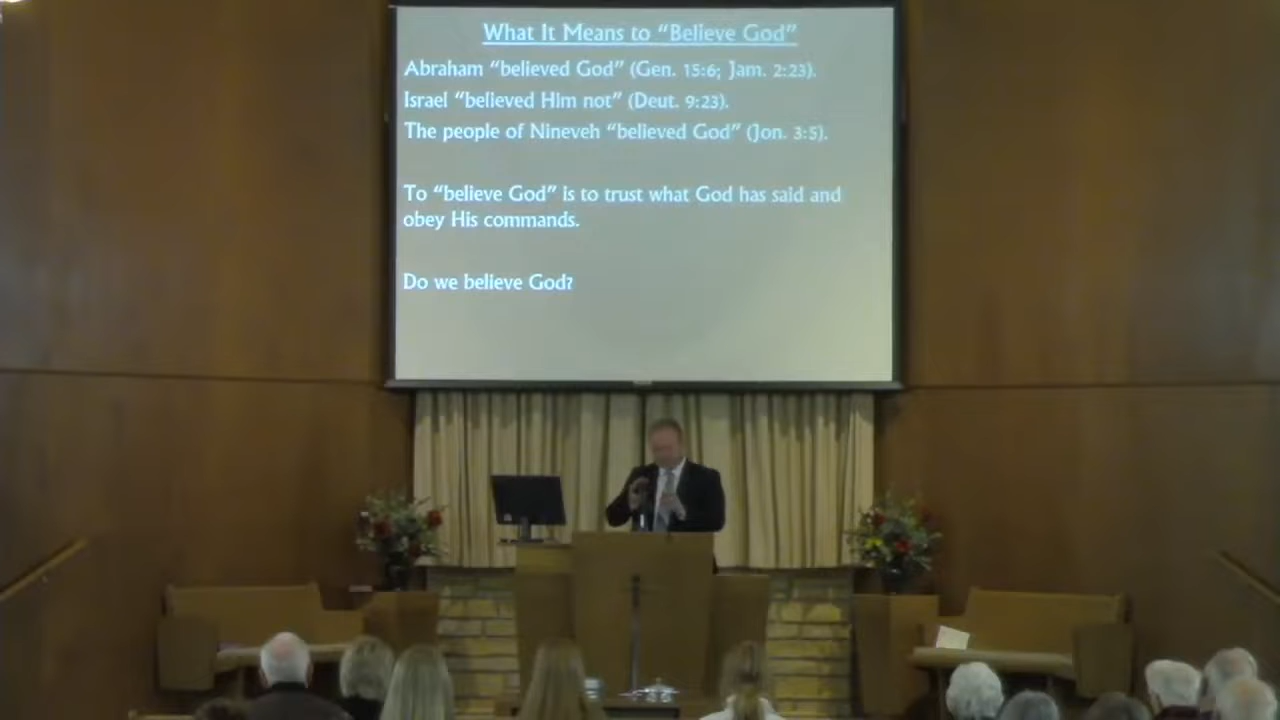 What It Means to “Believe God”
Abraham “believed God” (Gen. 15:6; Jam. 2:23).
Israel “believed Him not” (Deut. 9:23).
The people of Nineveh “believed God” (Jon. 3:5).
To “believe God” is to trust what God has said and
obey His commands.
Do we believe God?